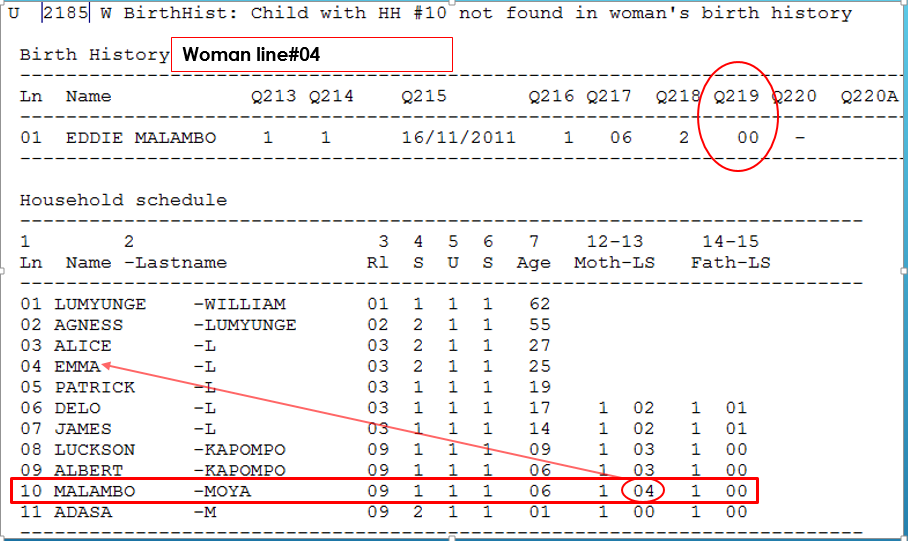 U 2185 W BirthHist: Child with HH #10 not found in woman's birth history
Birth History Woman line#04
Ln Name Q213 Q214 Q215 Q216 Q217 Q218 Q219 Q220 Q220A
01 EDDIE MALAMBO 1 1 16/11/2011 1 06 2 00 -
Household schedule
1 2 3 4 5 6 7 12-13 14-15
Ln Name -Lastname Rl S U S Age Moth-LS Fath-LS
01 LUMYUNGE -WILLIAM 01 1 1 1 62
02 AGNESS -LUMYUNGE 02 2 1 1 55
03 ALICE -L 03 2 1 1 27
04 EMMA -L 03 2 1 1 25
05 PATRICK -L 03 1 1 1 19
06 DELO -L 03 1 1 1 17 1 02 1 01
07 JAMES -L 03 1 1 1 14 1 02 1 01
08 LUCKSON -KAPOMPO 09 1 1 1 09 1 03 1 00
09 ALBERT -KAPOMPO 09 1 1 1 06 1 03 1 00
10 MALAMBO -MOYA 09 1 1 1 06 1 04 1 00
11 ADASA -M 09 2 1 1 01 1 00 1 00